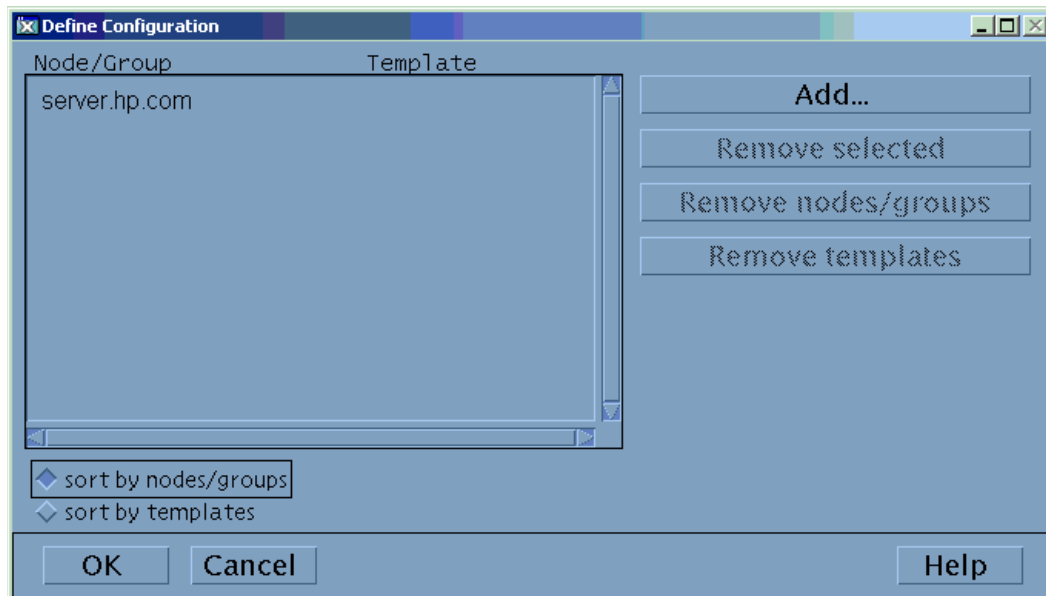 Define Configuration
Node/Group Template
server.hp.com
Add...
Remove selected
Remove nodes/groups
Remove templates
sort by nodes/groups
sort by templates
OK Cancel Help